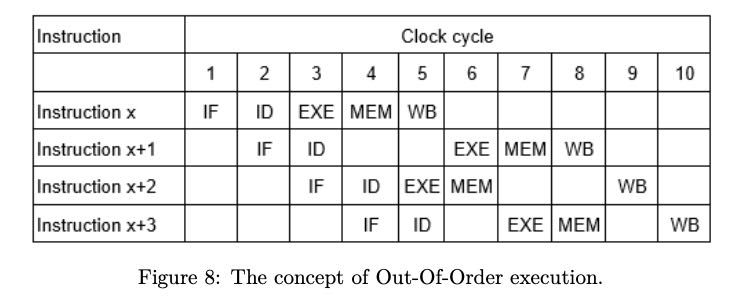 Instruction Clock cycle
1 2 3 4 5 6 7 8 9 10
Instruction x IF ID EXE MEM WB
Instruction x+1 IF ID EXE MEM WB
Instruction x+2 IF ID EXE MEM WB
Instruction x+3 IF ID EXE MEM WB
Figure 8: The concept of Out-Of-Order execution.